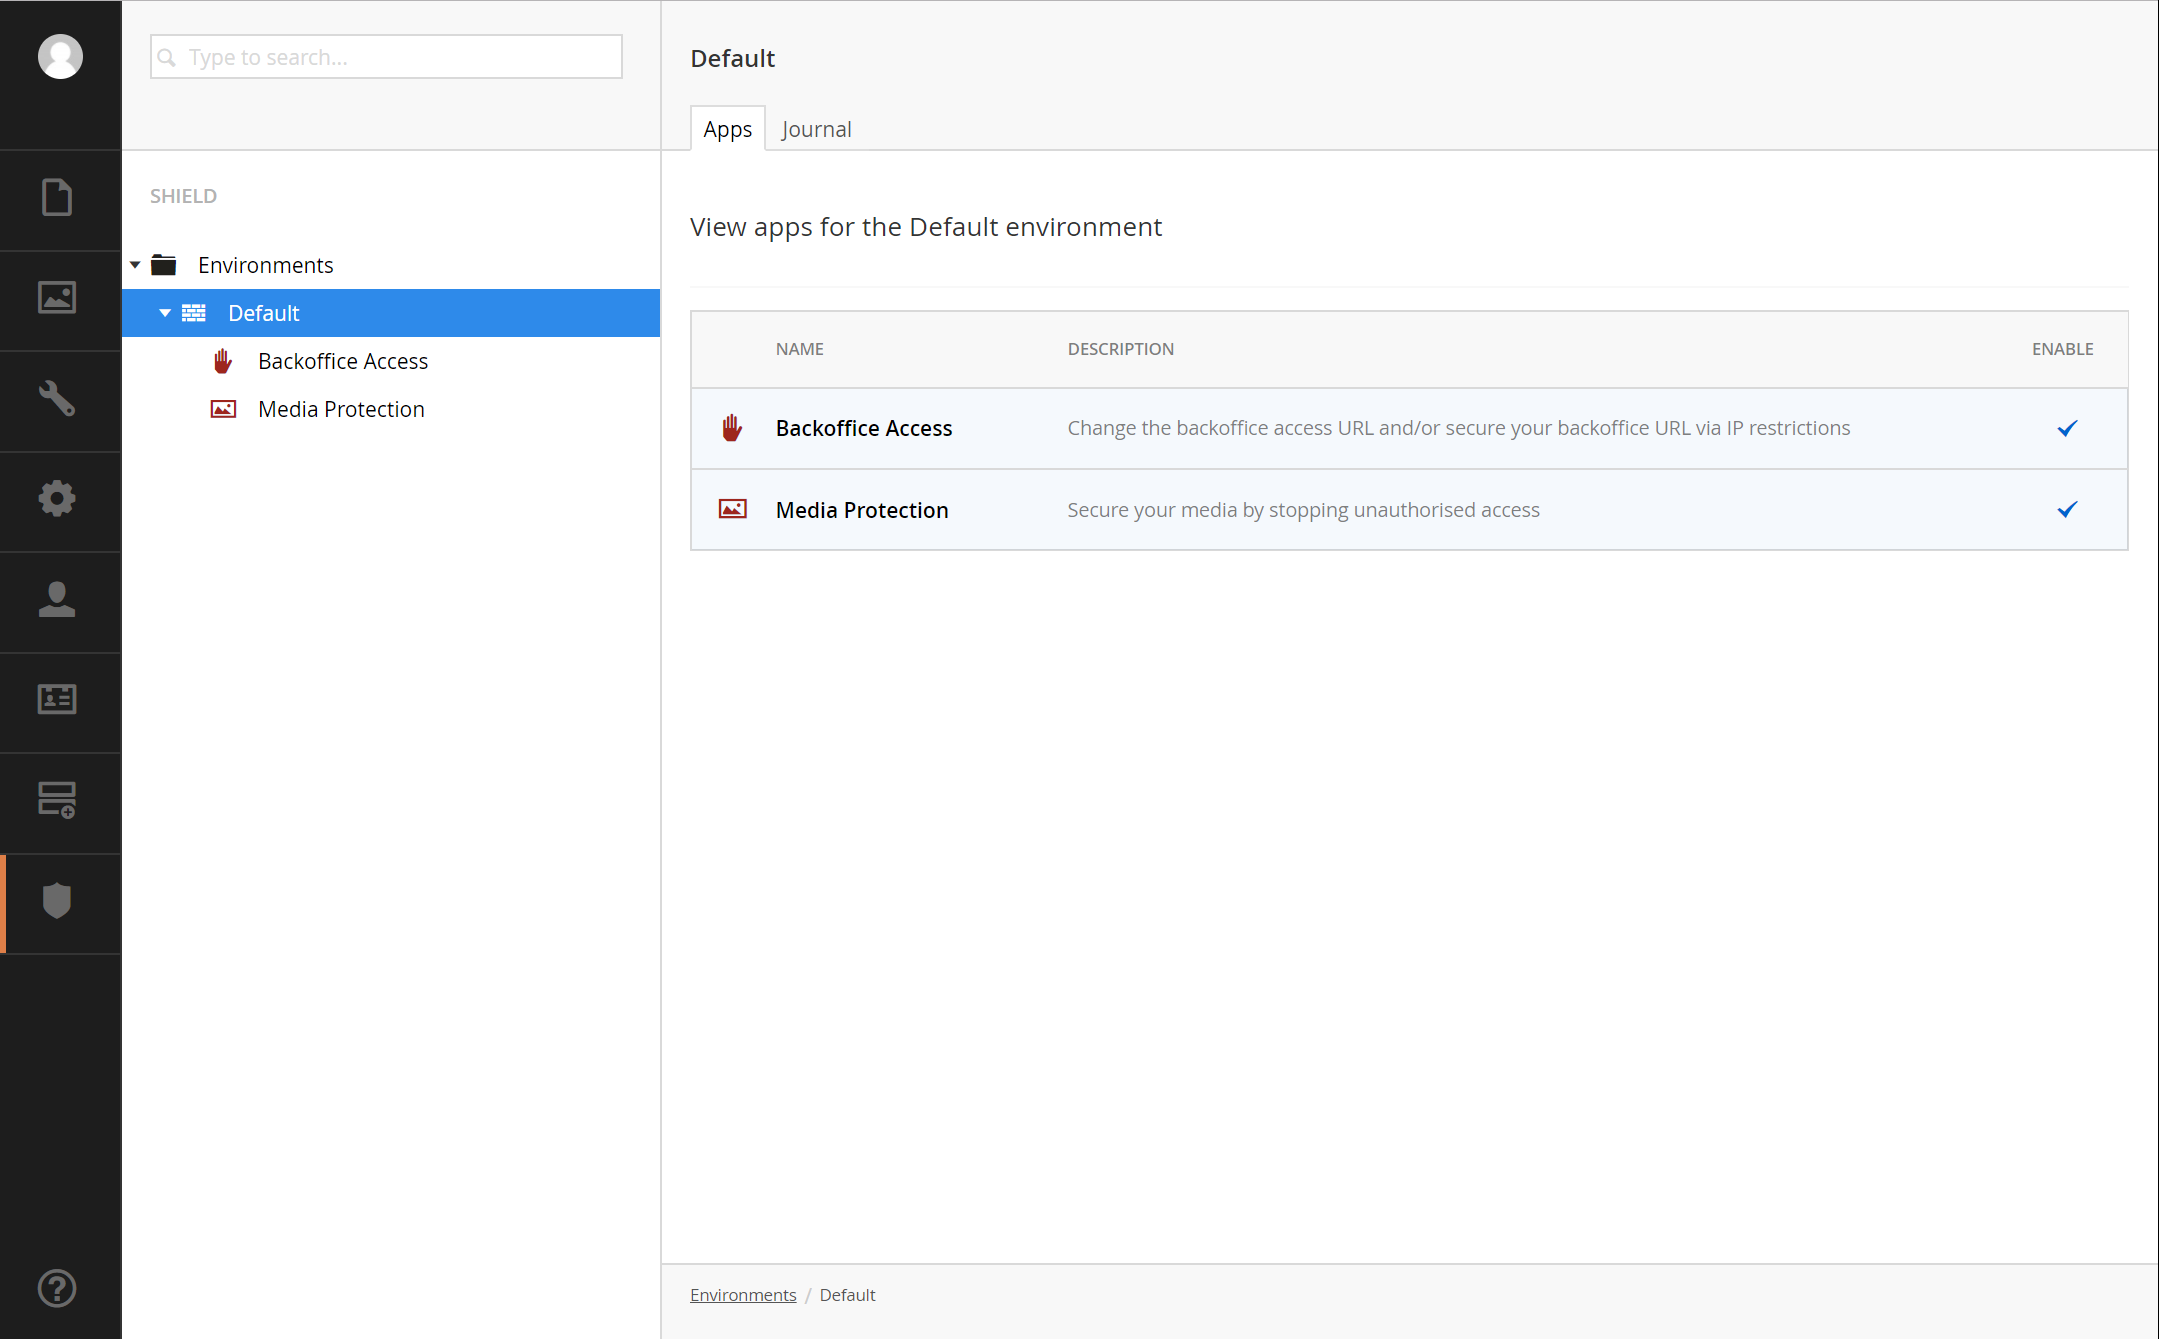 Type to search...
SHIELD
Environments
Default
Backoffice Access
Media Protection
Default
Apps Journal
View apps for the Default environment
NAME DESCRIPTION ENABLE
Backoffice Access Change the backoffice access URL and/or secure your backoffice URL via IP restrictions
Media Protection Secure your media by stopping unauthorised access
Environments / Default